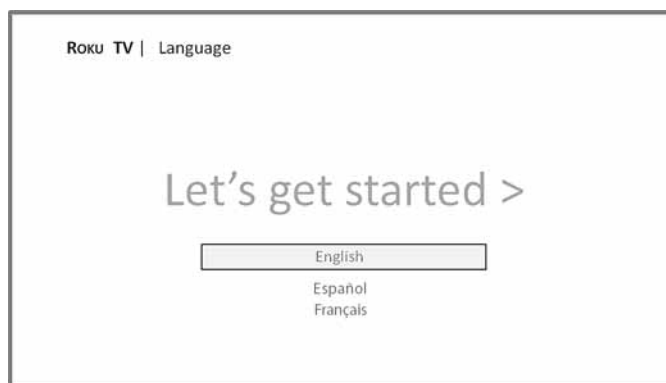 Roku TV | Language
Let's get started >
English
Español
Français